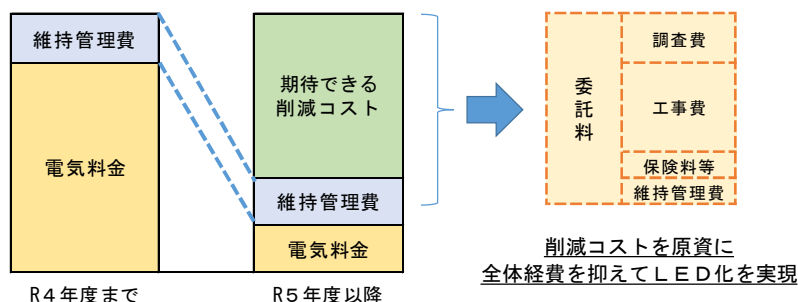 維持管理費
電気料金
R4年度まで
期待できる
削減コスト
維持管理費
電気料金
R5年度以降
委
託
料
調査費
工事費
保険料等
維持管理費
削減コストを原資に
全体経費を抑えてLED化を実現